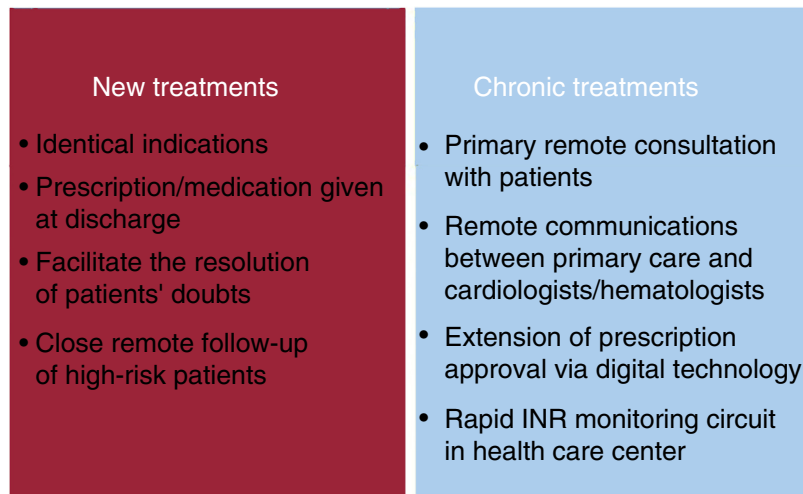 New treatments
• Identical indications
• Prescription/medication given
at discharge
• Facilitate the resolution
of patients' doubts
• Close remote follow-up
of high-risk patients
Chronic treatments
• Primary remote consultation
with patients
• Remote communications
between primary care and
cardiologists/hematologists
• Extension of prescription
approval via digital technology
• Rapid INR monitoring circuit
in health care center